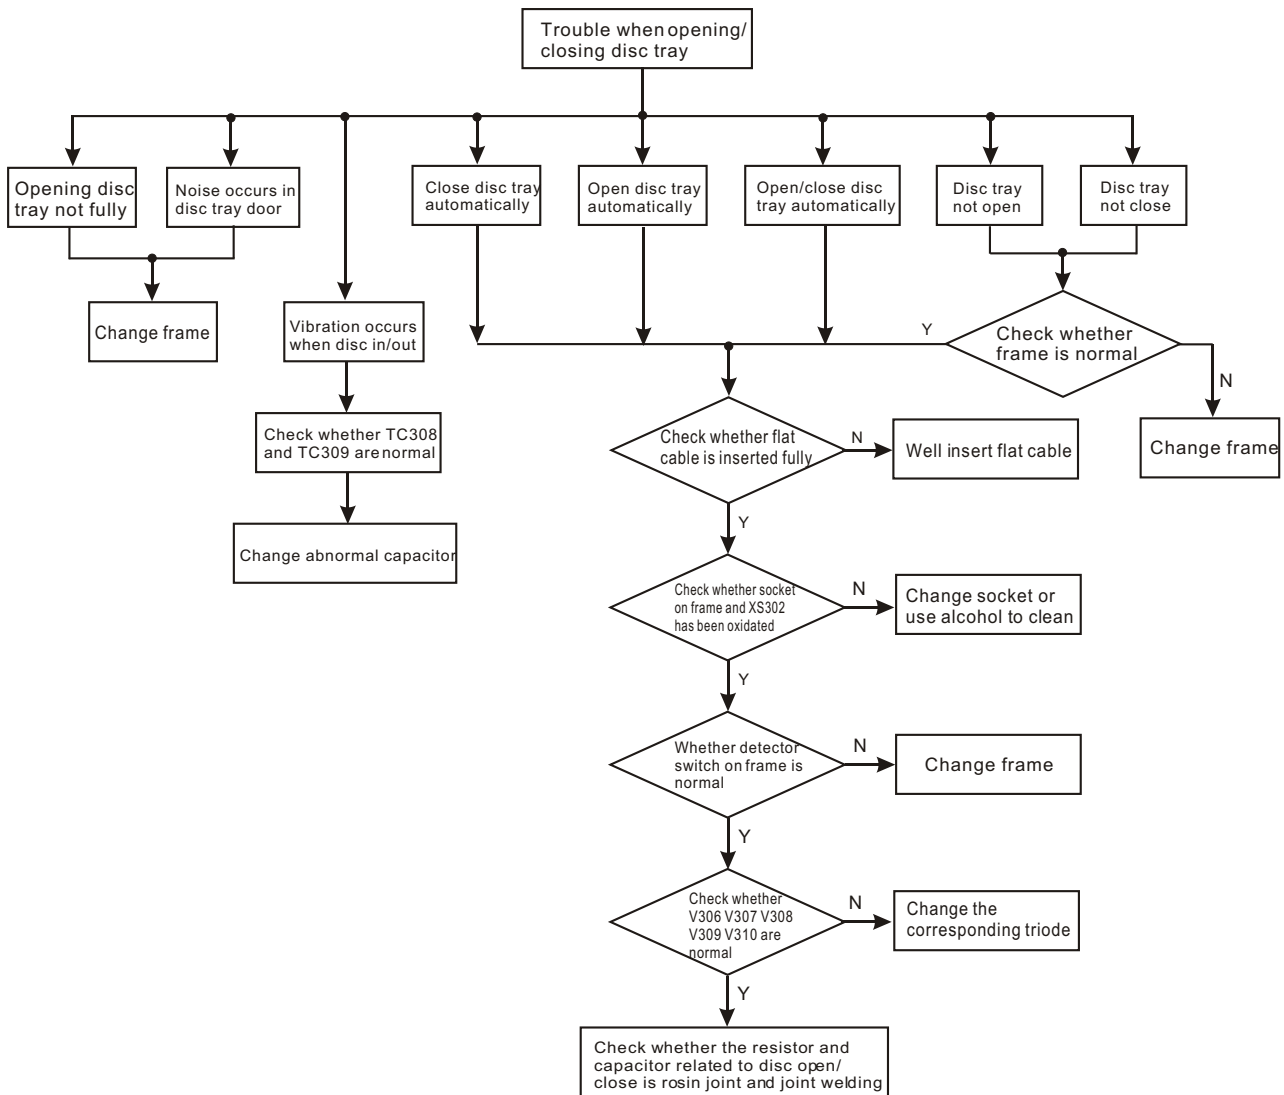 Trouble when opening/
closing disc tray
Opening disc
tray not fully
Noise occurs in
disc tray door
Close disc tray
automatically
Open disc tray
automatically
Open/close disc
tray automatically
Disc tray
not open
Disc tray
not close
Change frame
Vibration occurs
when disc in/out
Y
Check whether
frame is normal
N
Check whether TC308
and TC309 are normal
Check whether flat
cable is inserted fully
N
Well insert flat cable
Change frame
Y
Change abnormal capacitor
Check whether socket
on frame and XS302
has been oxidated
N
Change socket or
use alcohol to clean
Y
Whether detector
switch on frame is
normal
N
Change frame
Y
Check whether
V306 V307 V308
V309 V310 are
normal
N
Change the
corresponding triode
Y
Check whether the resistor and
capacitor related to disc open/
close is rosin joint and joint welding